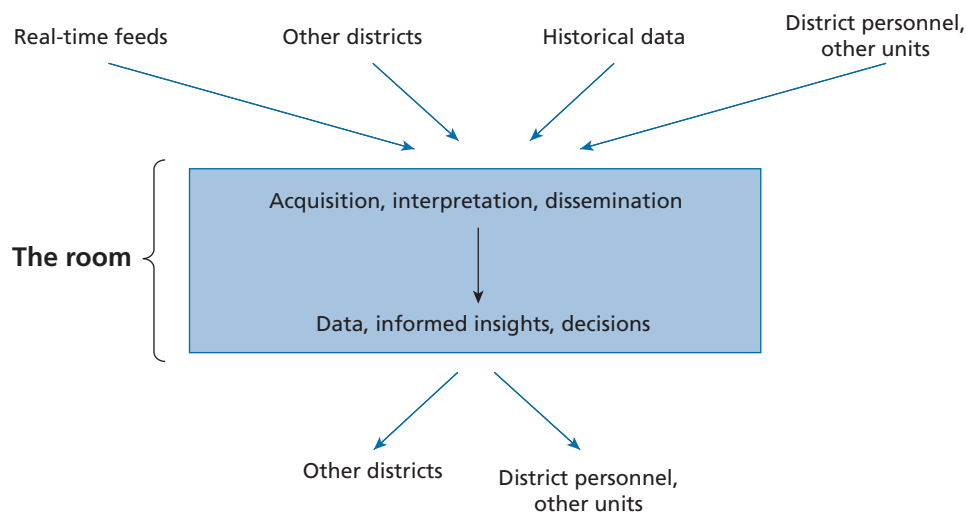 Real-time feeds
Other districts
Historical data
District personnel,
other units
Acquisition, interpretation, dissemination
The room
Data, informed insights, decisions
Other districts
District personnel,
other units